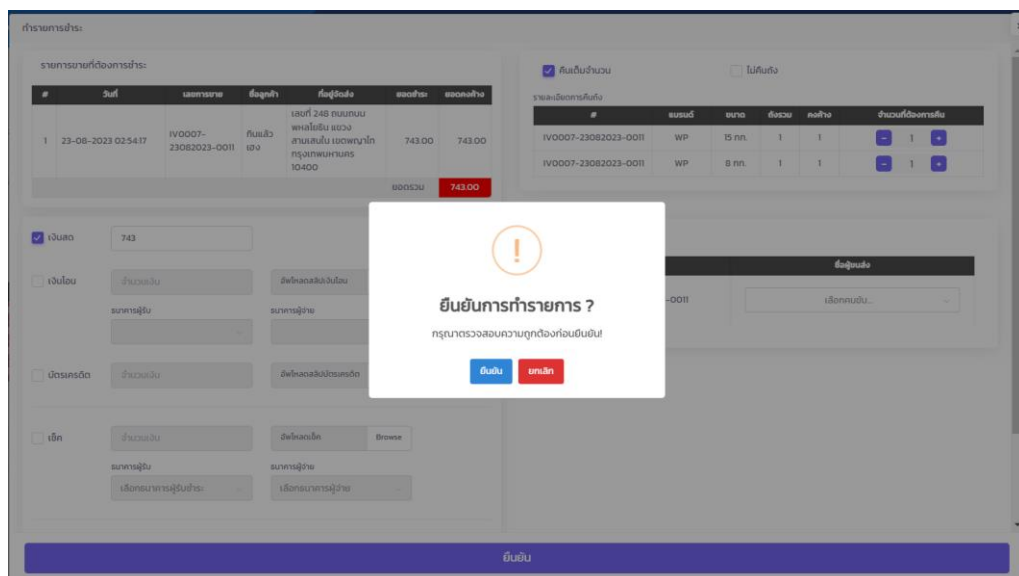 ทำรายการชำระ
รายการขายที่ต้องการชำระ
# วันที่ เลขการขาย ชื่อลูกค้า ที่อยู่จัดส่ง ยอดชำระ ยอดคงค้าง
1 23-08-2023 02:54:17 IV0007-23082023-0011 กินแล้วเฮง เลขที่ 248 ถนนถนน
พหลโยธิน แขวง
สามเสนใน เขตพญาไท
กรุงเทพมหานคร
10400 743.00 743.00
ยอดรวม 743.00
คืนเต็มจำนวน ไม่คืนถัง
รายละเอียดการคืนถัง
# แบรนด์ ขนาด ถังรวม คงค้าง จำนวนที่ต้องการคืน
IV0007-23082023-0011 WP 15 กก. 1 1 - 1 +
IV0007-23082023-0011 WP 8 กก. 1 1 - 1 +
เงินสด 743
เงินโอน จำนวนเงิน อัพโหลดสลิปเงินโอน
ธนาคารผู้รับ ธนาคารผู้จ่าย
บัตรเครดิต จำนวนเงิน อัพโหลดสลิปบัตรเครดิต
เช็ค จำนวนเงิน อัพโหลดเช็ค Browse
ธนาคารผู้รับ ธนาคารผู้จ่าย
เลือกธนาคารผู้รับชำระ เลือกธนาคารผู้จ่าย
ชื่อผู้ขนส่ง
-0011 เลือกคนขับ...
!
ยืนยันการทำรายการ ?
กรุณาตรวจสอบความถูกต้องก่อนยืนยัน!
ยืนยัน ยกเลิก
ยืนยัน